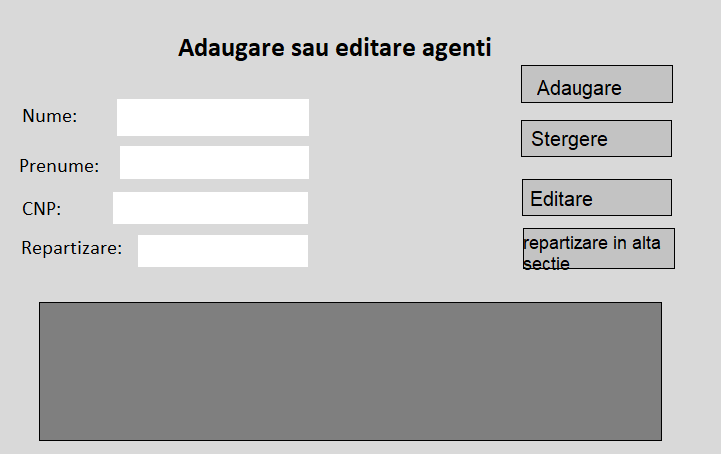 Adaugare sau editare agenti
Adaugare
Nume:
Stergere
Prenume:
CNP:
Editare
Repartizare:
repartizare in alta
sectie